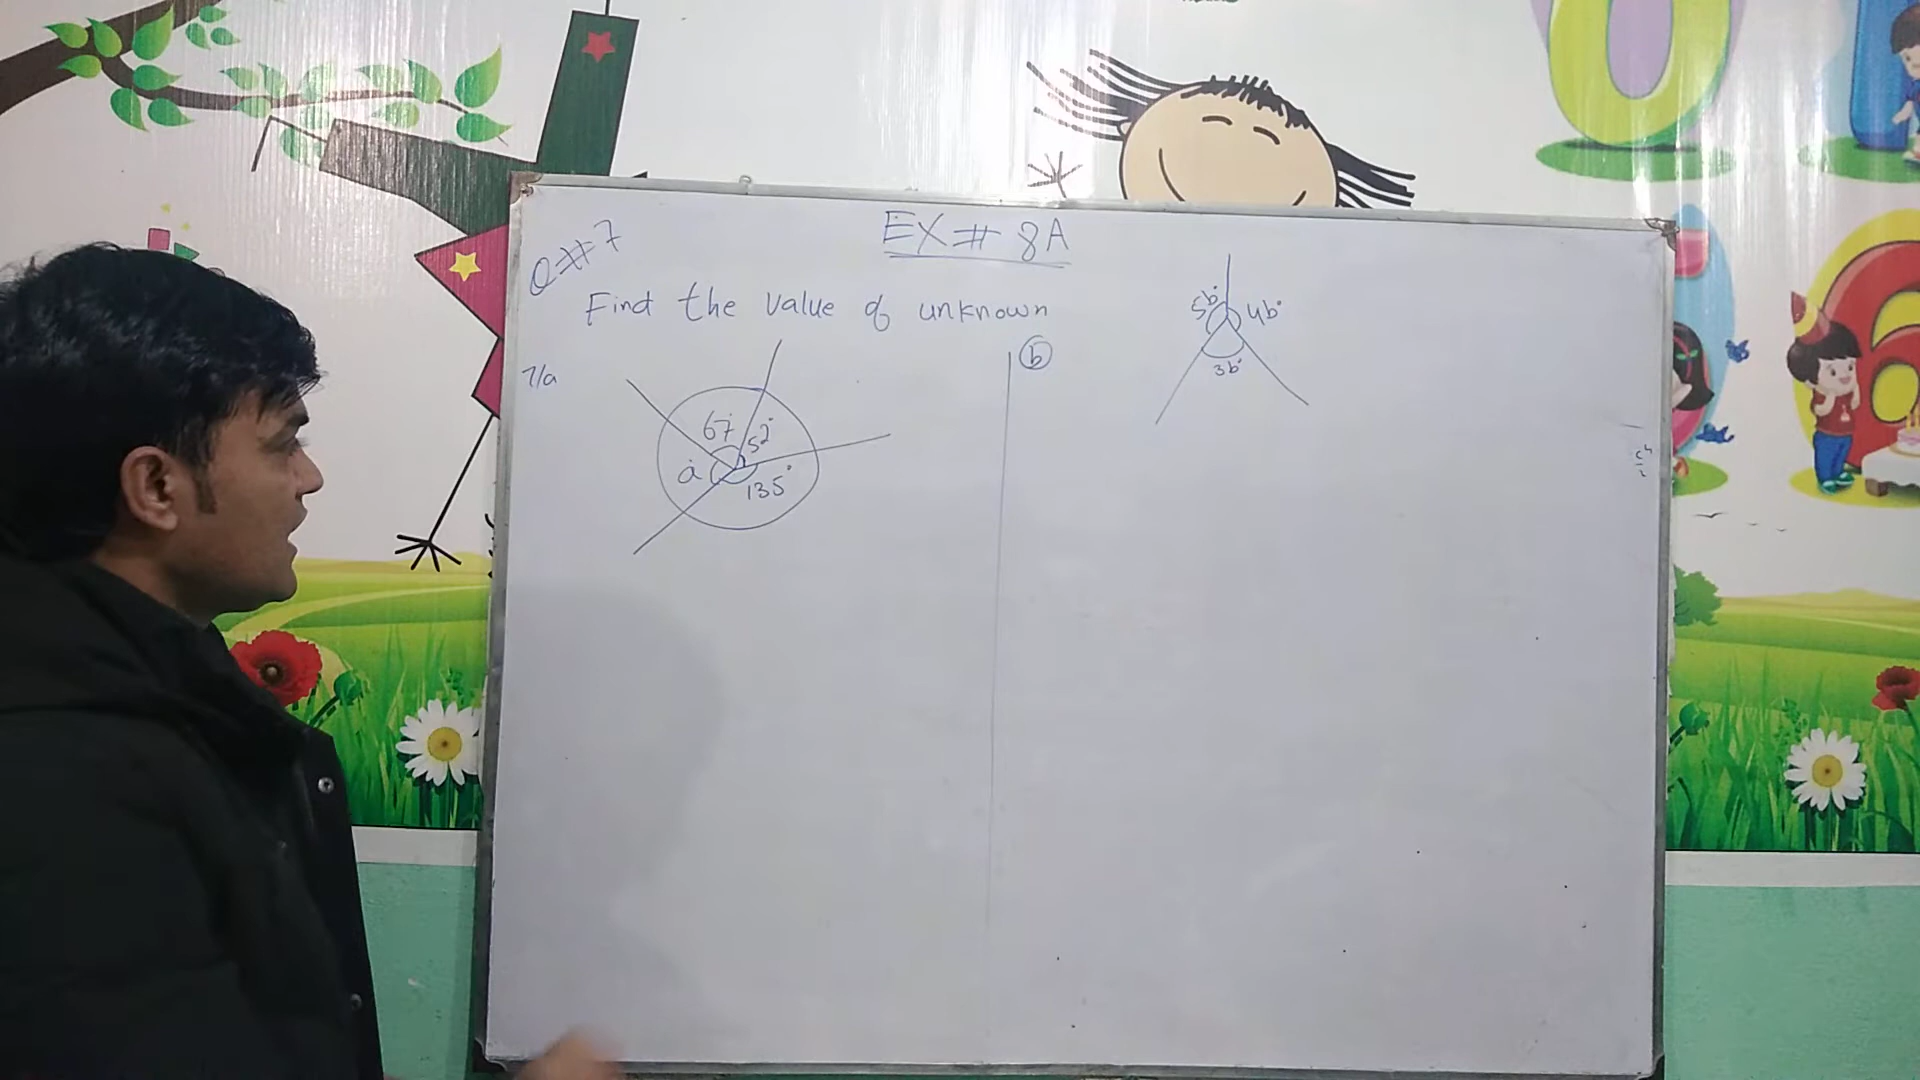 EX# 8A
Q#7
Find the value of unknown
7/a
67°
52°
a°
135°
b
5b°
4b°
3b°